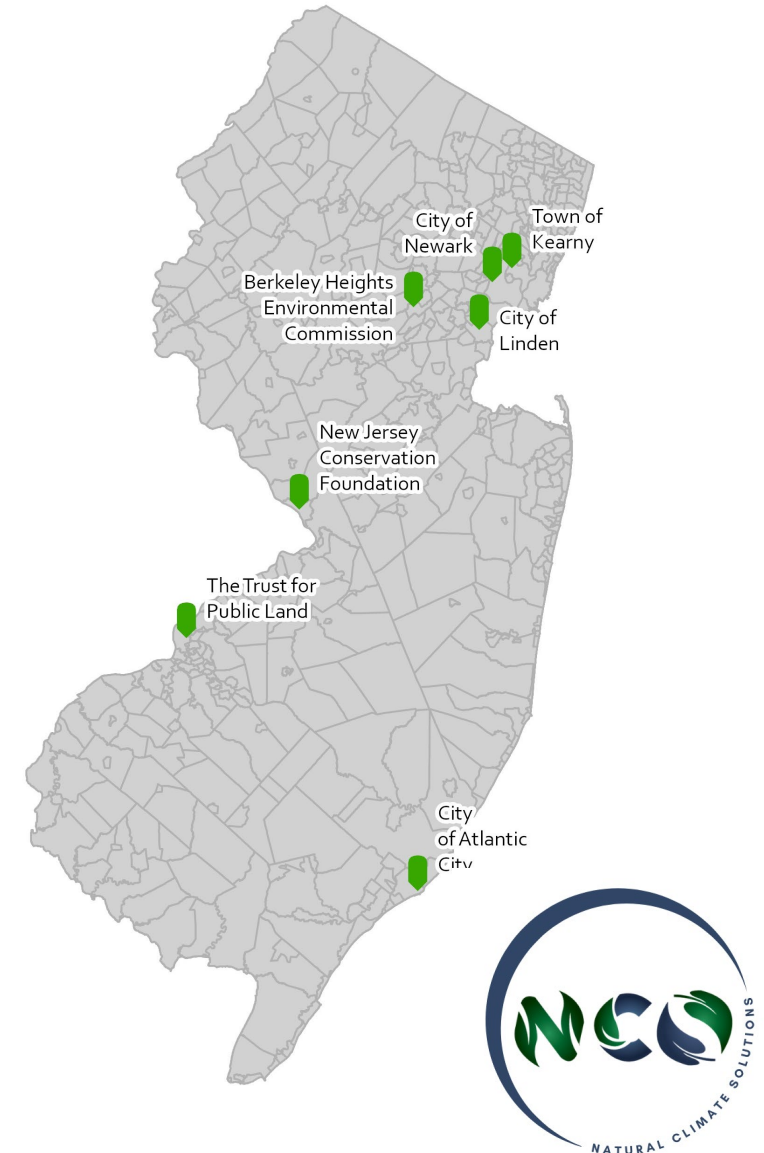 City of
Newark
Town of
Kearny
Berkeley Heights
Environmental
Commission
City of
Linden
New Jersey
Conservation
Foundation
The Trust for
Public Land
City
of Atlantic
City
NCS
NATURAL CLIMATE SOLUTIONS